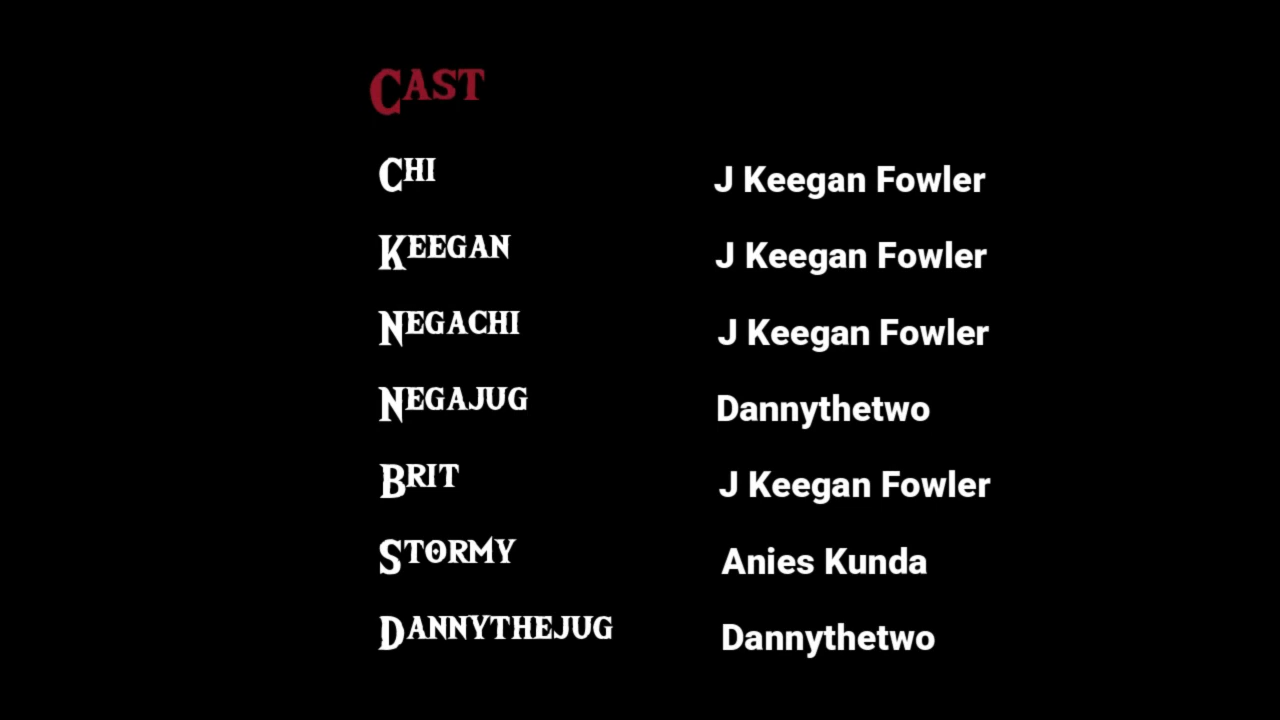 Cast
Chi J Keegan Fowler
Keegan J Keegan Fowler
Negachi J Keegan Fowler
Negajug Dannythetwo
Brit J Keegan Fowler
Stormy Anies Kunda
Dannythejug Dannythetwo